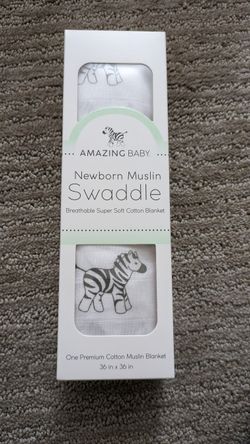 AMAZING BABY
Newborn Muslin
Swaddle
Breathable Super Soft Cotton Blanket
One Premium Cotton Muslin Blanket
36 in x 36 in